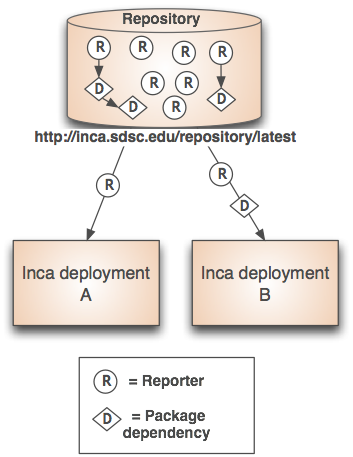 Repository
R R R R
D R R
D R D
http://inca.sdsc.edu/repository/latest
R R
D
Inca deployment
A
Inca deployment
B
R = Reporter
D = Package
dependency